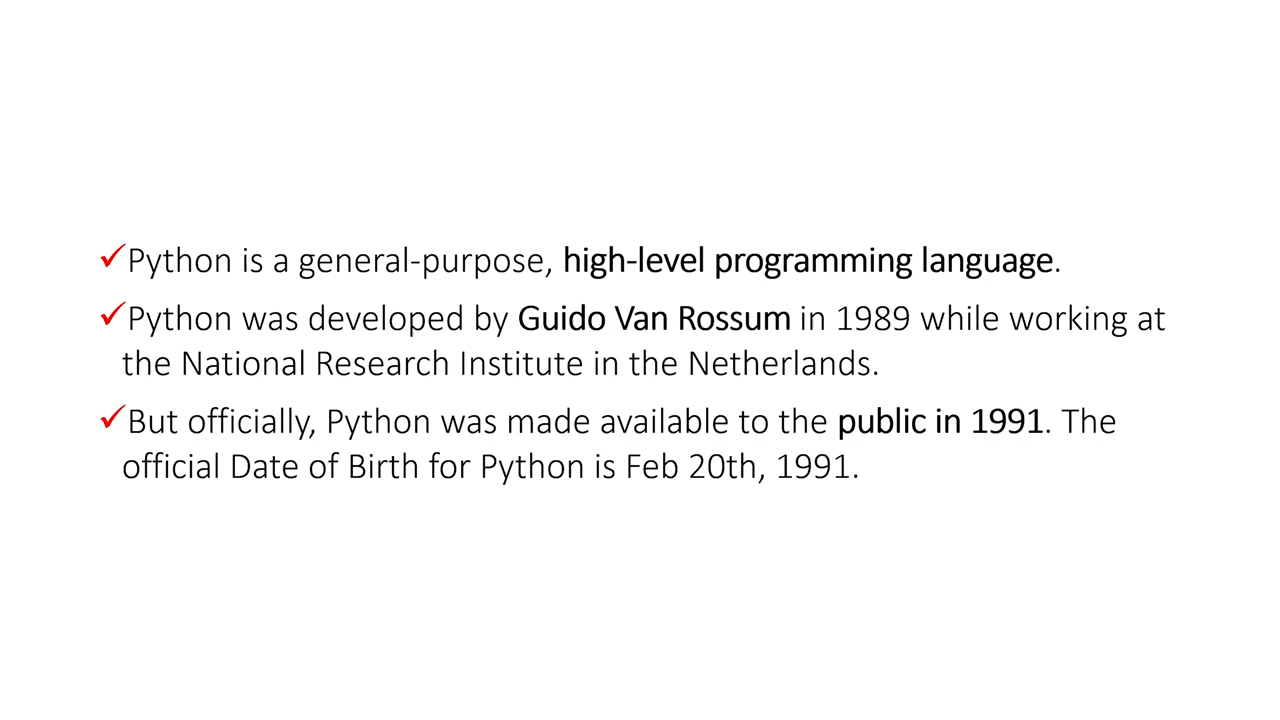 ✓Python is a general-purpose, high-level programming language.
✓Python was developed by Guido Van Rossum in 1989 while working at
the National Research Institute in the Netherlands.
✓But officially, Python was made available to the public in 1991. The
official Date of Birth for Python is Feb 20th, 1991.